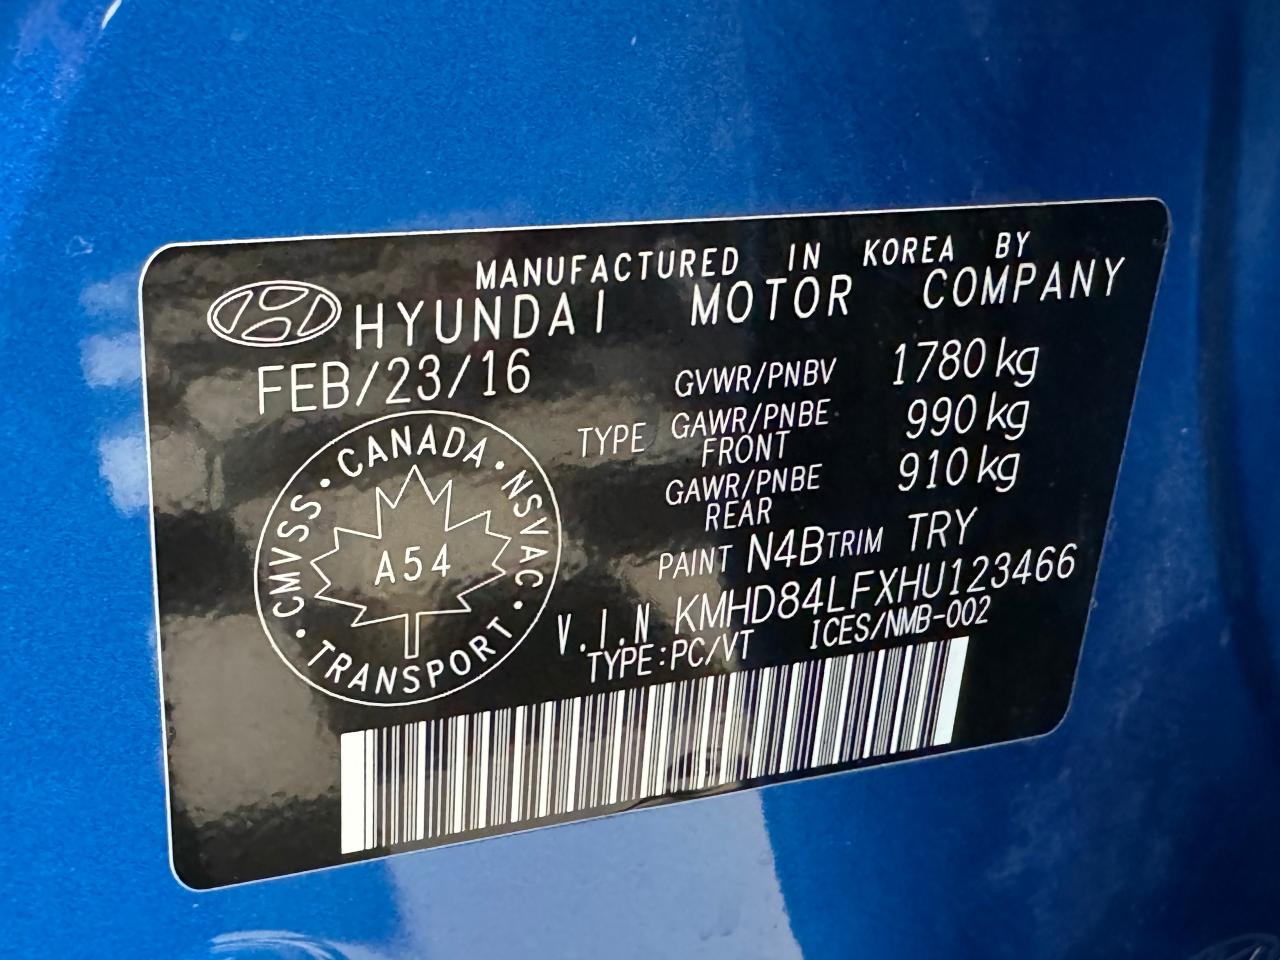 MANUFACTURED IN KOREA BY
HYUNDAI MOTOR COMPANY
FEB/23/16
GVWR/PNBV 1780 kg
TYPE GAWR/PNBE FRONT 990 kg
GAWR/PNBE REAR 910 kg
PAINT N4B TRIM TRY
V.I.N KMHD84LFXHU123466
TYPE:PC/VT ICES/NMB-002
CANADA · NSVAC · TRANSPORT · CMVSS ·
A54